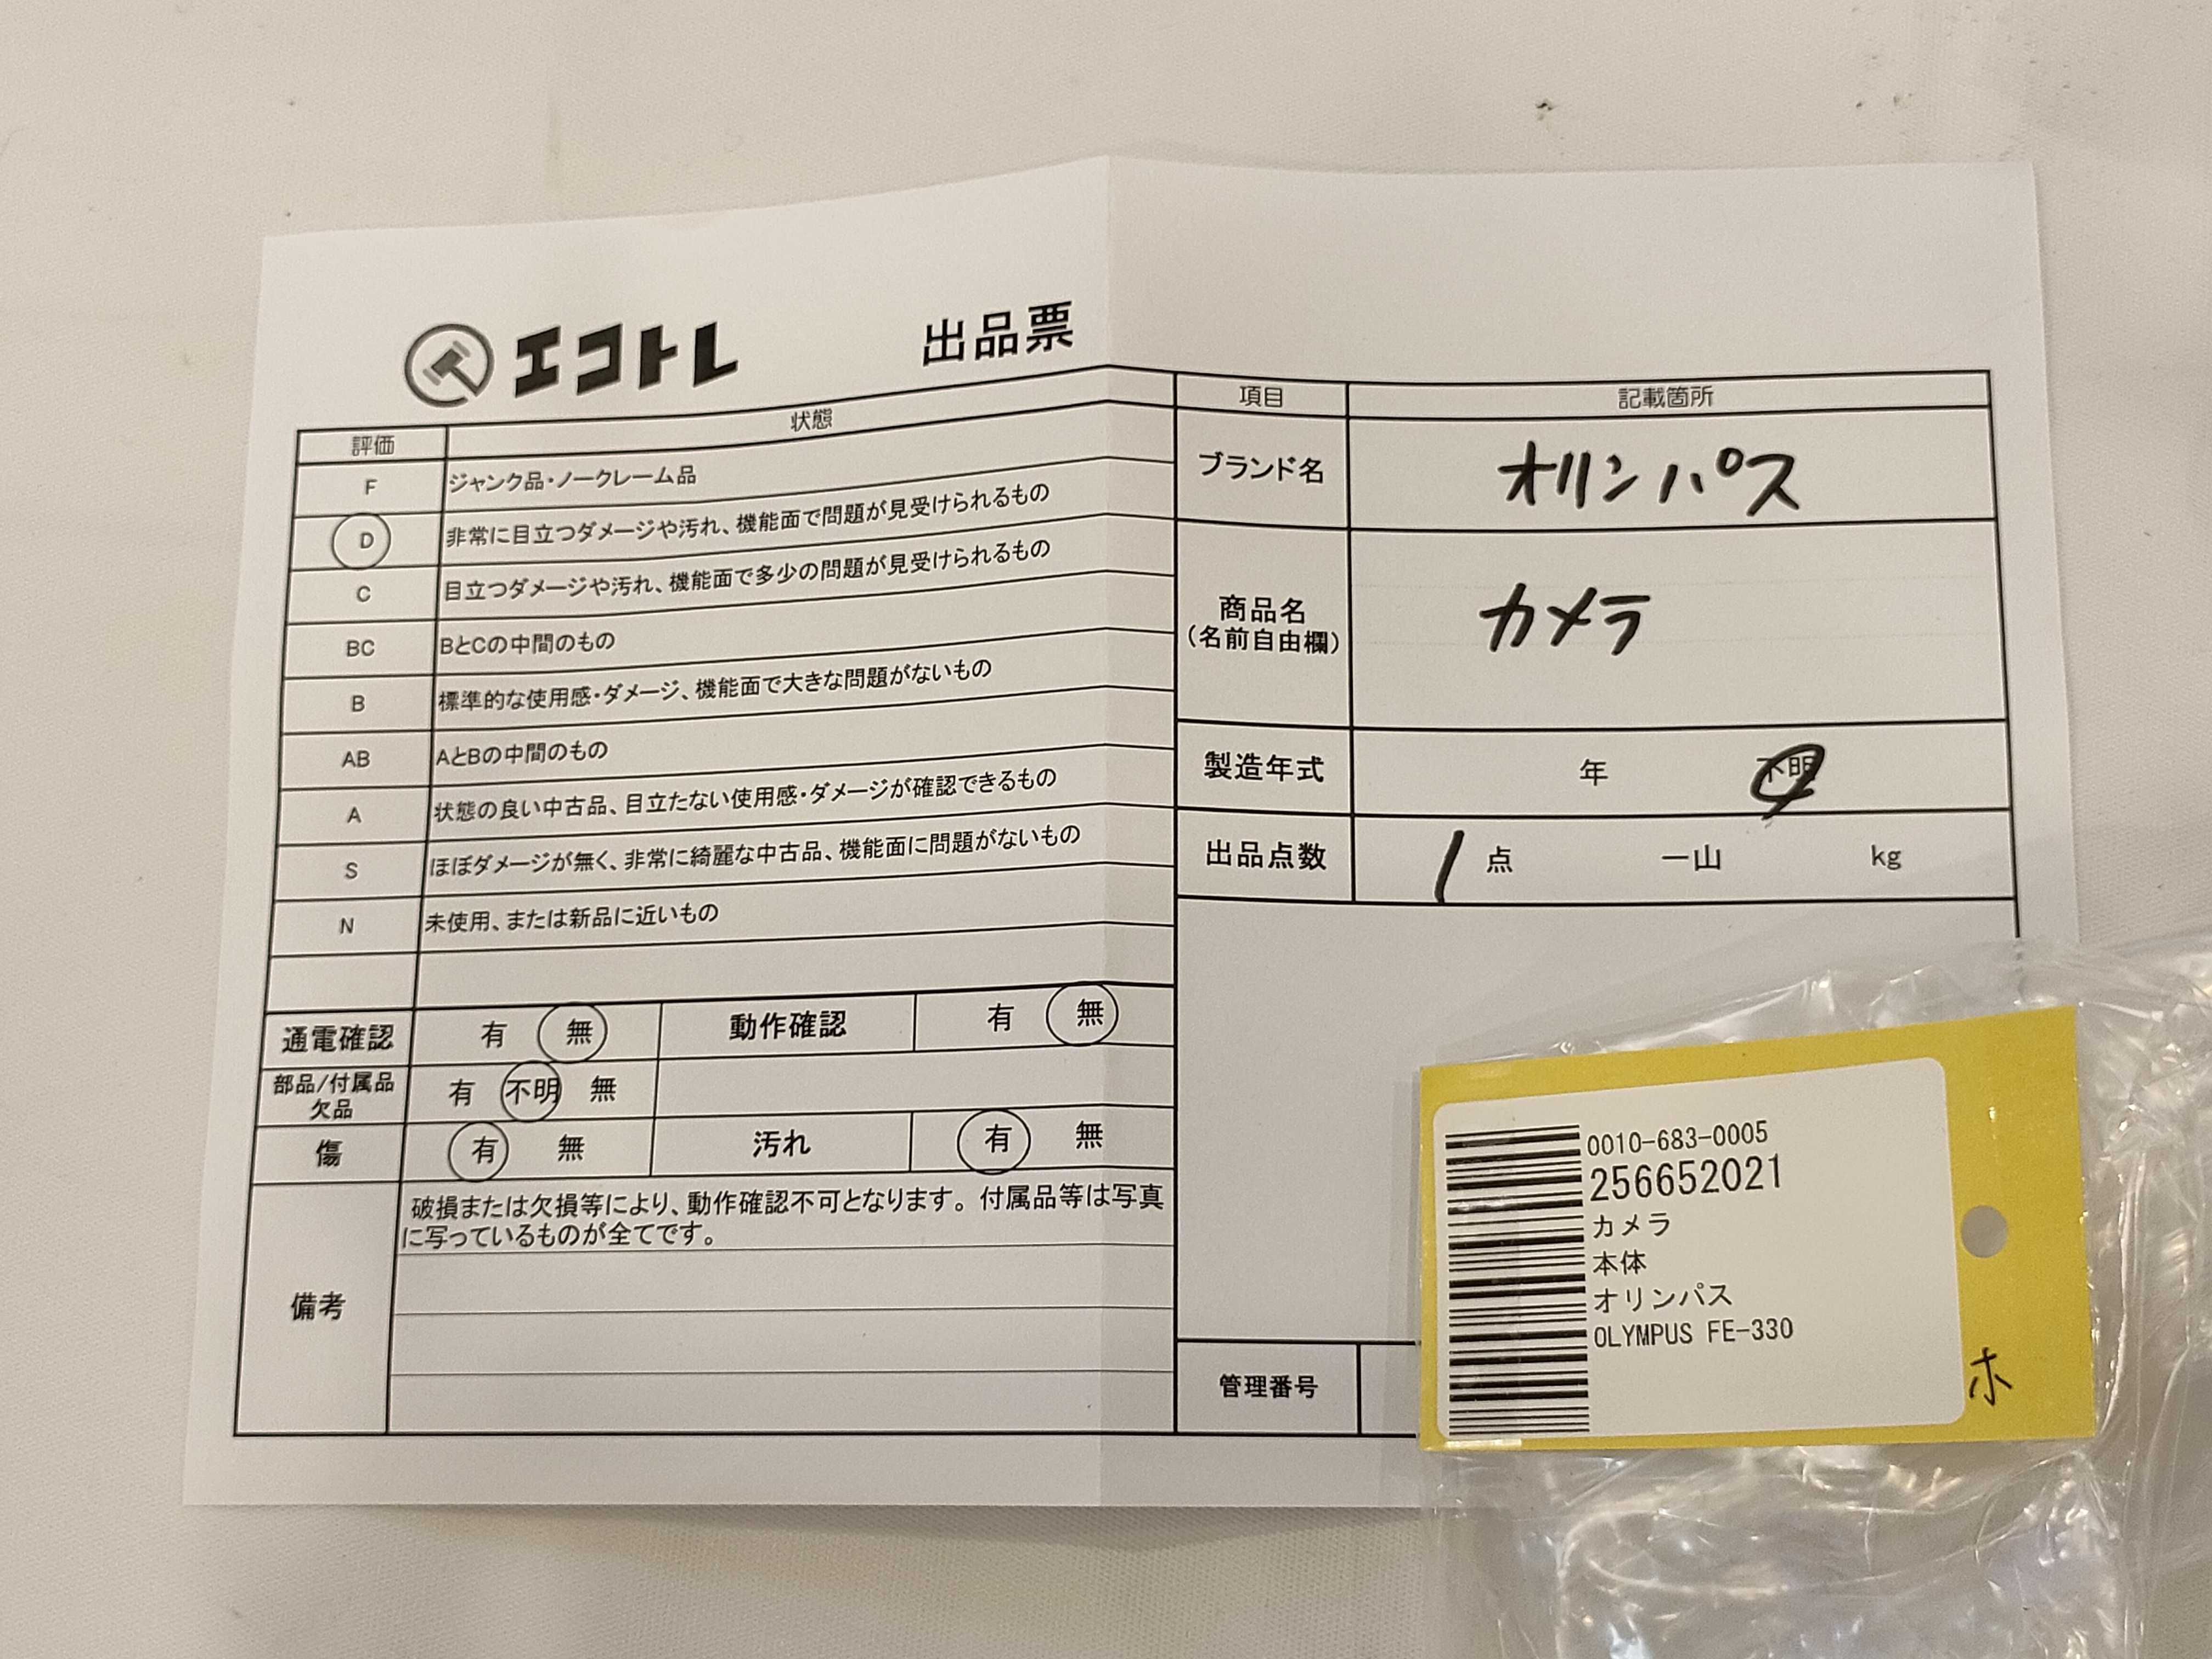 エコトレ
出品票
評価 状態
F ジャンク品・ノークレーム品
D 非常に目立つダメージや汚れ、機能面で問題が見受けられるもの
C 目立つダメージや汚れ、機能面で多少の問題が見受けられるもの
BC BとCの中間のもの
B 標準的な使用感・ダメージ、機能面で大きな問題がないもの
AB AとBの中間のもの
A 状態の良い中古品、目立たない使用感・ダメージが確認できるもの
S ほぼダメージが無く、非常に綺麗な中古品、機能面に問題がないもの
N 未使用、または新品に近いもの
通電確認 有 無 動作確認 有 無
部品/付属品
欠品
有 不明 無
傷 有 無 汚れ 有 無
備考
破損または欠損等により、動作確認不可となります。付属品等は写真
に写っているものが全てです。
項目 記載箇所
ブランド名 オリンパス
商品名
(名前自由欄)
カメラ
製造年式 年 不明
出品点数 1 点 一山 kg
管理番号
0010-683-0005
256652021
カメラ
本体
オリンパス
OLYMPUS FE-330
ホ